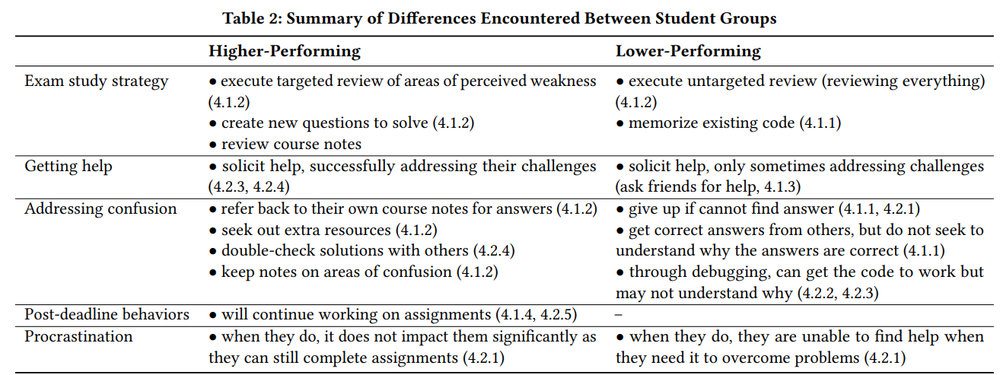 Table 2: Summary of Differences Encountered Between Student Groups
Higher-Performing Lower-Performing
Exam study strategy
● execute targeted review of areas of perceived weakness
(4.1.2)
● create new questions to solve (4.1.2)
● review course notes
● execute untargeted review (reviewing everything)
(4.1.2)
● memorize existing code (4.1.1)
Getting help
● solicit help, successfully addressing their challenges
(4.2.3, 4.2.4)
● solicit help, only sometimes addressing challenges
(ask friends for help, 4.1.3)
Addressing confusion
● refer back to their own course notes for answers (4.1.2)
● seek out extra resources (4.1.2)
● double-check solutions with others (4.2.4)
● keep notes on areas of confusion (4.1.2)
● give up if cannot find answer (4.1.1, 4.2.1)
● get correct answers from others, but do not seek to
understand why the answers are correct (4.1.1)
● through debugging, can get the code to work but
may not understand why (4.2.2, 4.2.3)
Post-deadline behaviors
● will continue working on assignments (4.1.4, 4.2.5)
–
Procrastination
● when they do, it does not impact them significantly as
they can still complete assignments (4.2.1)
● when they do, they are unable to find help when
they need it to overcome problems (4.2.1)